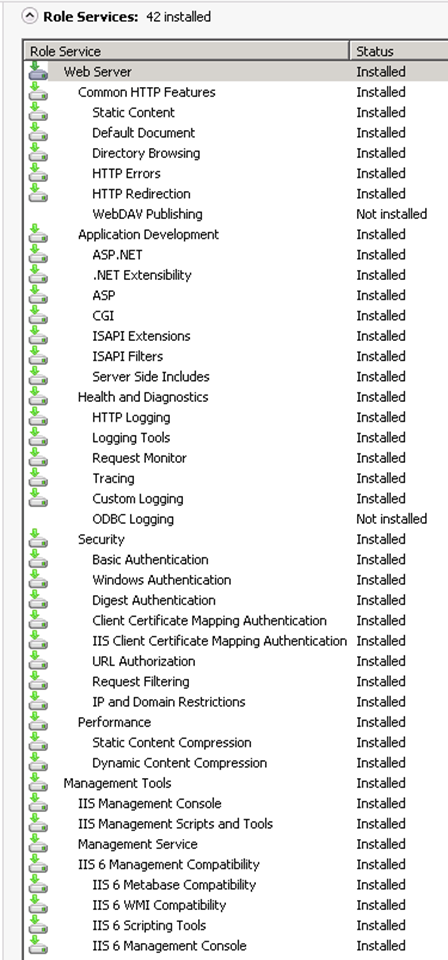 Role Services: 42 installed
Role Service Status
Web Server Installed
Common HTTP Features Installed
Static Content Installed
Default Document Installed
Directory Browsing Installed
HTTP Errors Installed
HTTP Redirection Installed
WebDAV Publishing Not installed
Application Development Installed
ASP.NET Installed
.NET Extensibility Installed
ASP Installed
CGI Installed
ISAPI Extensions Installed
ISAPI Filters Installed
Server Side Includes Installed
Health and Diagnostics Installed
HTTP Logging Installed
Logging Tools Installed
Request Monitor Installed
Tracing Installed
Custom Logging Installed
ODBC Logging Not installed
Security Installed
Basic Authentication Installed
Windows Authentication Installed
Digest Authentication Installed
Client Certificate Mapping Authentication Installed
IIS Client Certificate Mapping Authentication Installed
URL Authorization Installed
Request Filtering Installed
IP and Domain Restrictions Installed
Performance Installed
Static Content Compression Installed
Dynamic Content Compression Installed
Management Tools Installed
IIS Management Console Installed
IIS Management Scripts and Tools Installed
Management Service Installed
IIS 6 Management Compatibility Installed
IIS 6 Metabase Compatibility Installed
IIS 6 WMI Compatibility Installed
IIS 6 Scripting Tools Installed
IIS 6 Management Console Installed